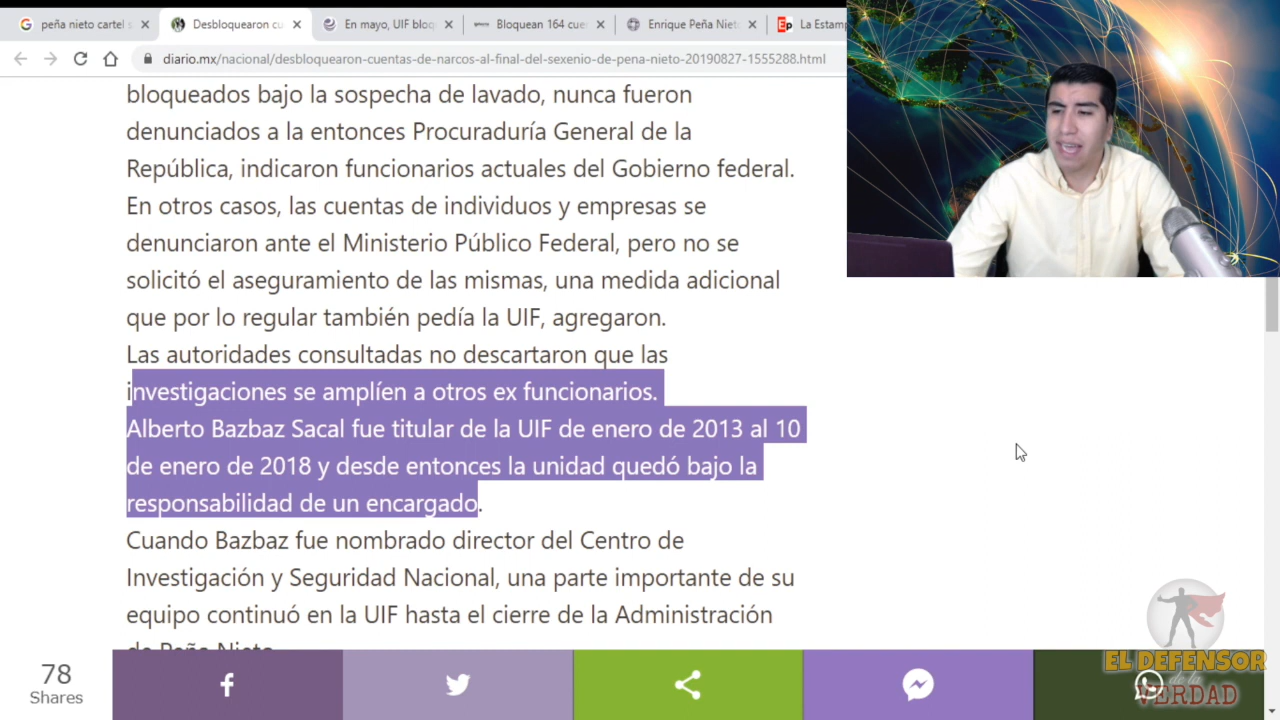 peña nieto cartel s
Desbloquearon cu
En mayo, UIF bloq
Bloquean 164 cue
Enrique Peña Niet
Ep La Estamp
diario.mx/nacional/desbloquearon-cuentas-de-narcos-al-final-del-sexenio-de-pena-nieto-20190827-1555288.html
bloqueados bajo la sospecha de lavado, nunca fueron
denunciados a la entonces Procuraduría General de la
República, indicaron funcionarios actuales del Gobierno federal.
En otros casos, las cuentas de individuos y empresas se
denunciaron ante el Ministerio Público Federal, pero no se
solicitó el aseguramiento de las mismas, una medida adicional
que por lo regular también pedía la UIF, agregaron.
Las autoridades consultadas no descartaron que las
investigaciones se amplíen a otros ex funcionarios.
Alberto Bazbaz Sacal fue titular de la UIF de enero de 2013 al 10
de enero de 2018 y desde entonces la unidad quedó bajo la
responsabilidad de un encargado.
Cuando Bazbaz fue nombrado director del Centro de
Investigación y Seguridad Nacional, una parte importante de su
equipo continuó en la UIF hasta el cierre de la Administración
de Peña Nieto.
78
Shares
EL DEFENSOR
de la
VERDAD